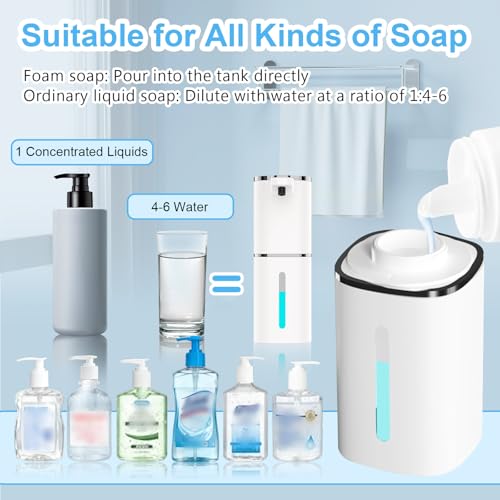 Suitable for All Kinds of Soap
Foam soap: Pour into the tank directly
Ordinary liquid soap: Dilute with water at a ratio of 1:4-6
1 Concentrated Liquids
4-6 Water
=